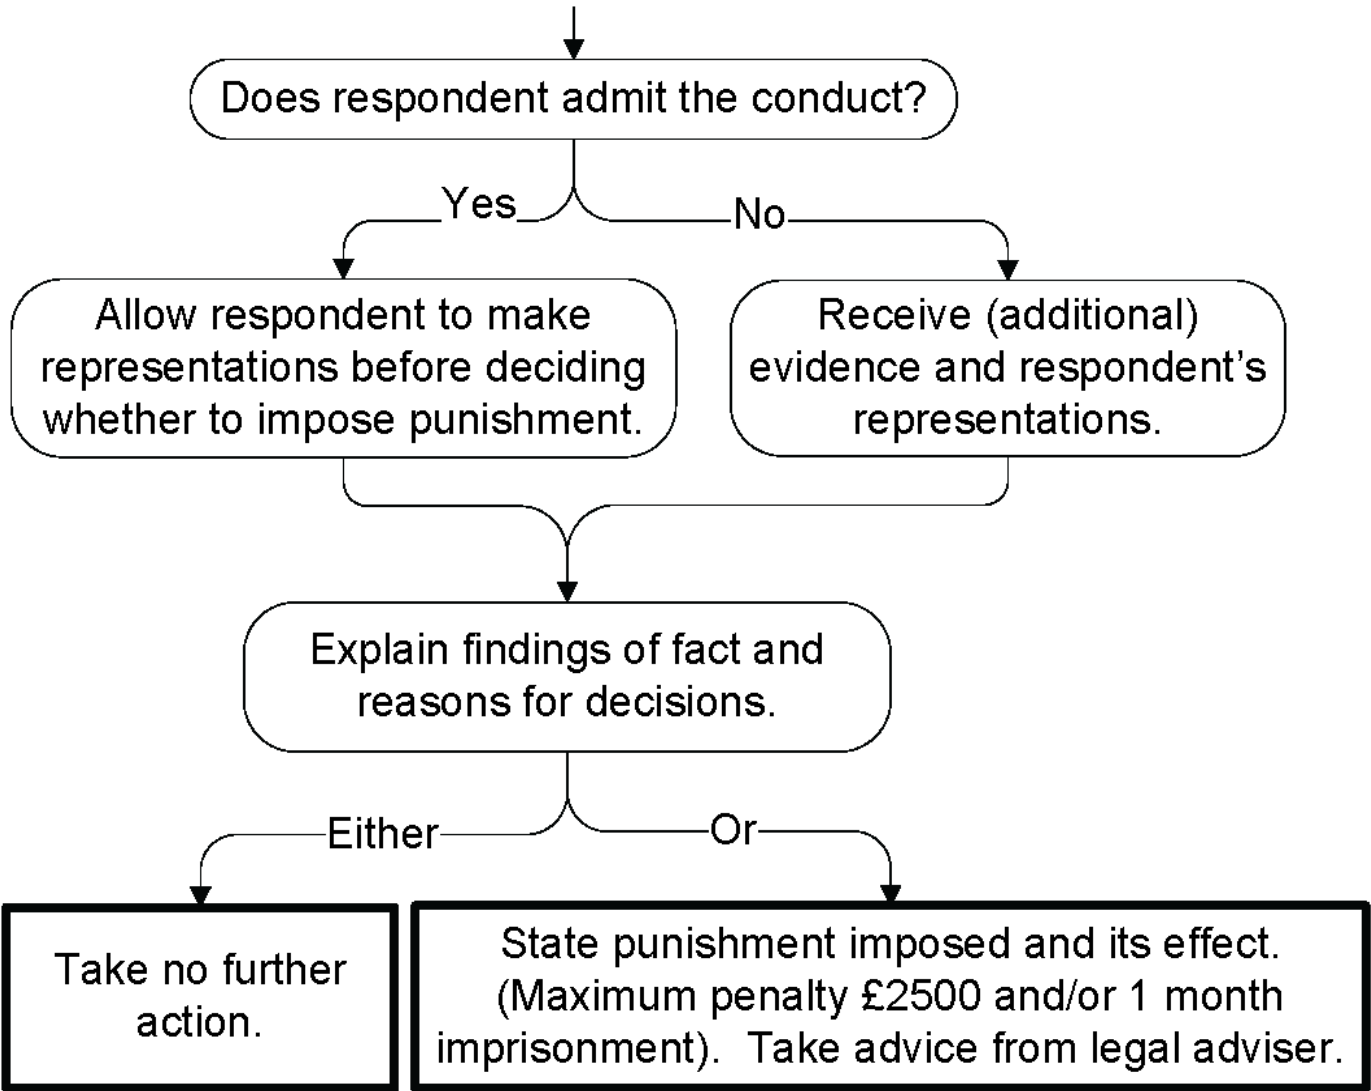 Does respondent admit the conduct?
Yes
No
Allow respondent to make
representations before deciding
whether to impose punishment.
Receive (additional)
evidence and respondent’s
representations.
Explain findings of fact and
reasons for decisions.
Either
Or
Take no further
action.
State punishment imposed and its effect.
(Maximum penalty £2500 and/or 1 month
imprisonment).  Take advice from legal adviser.